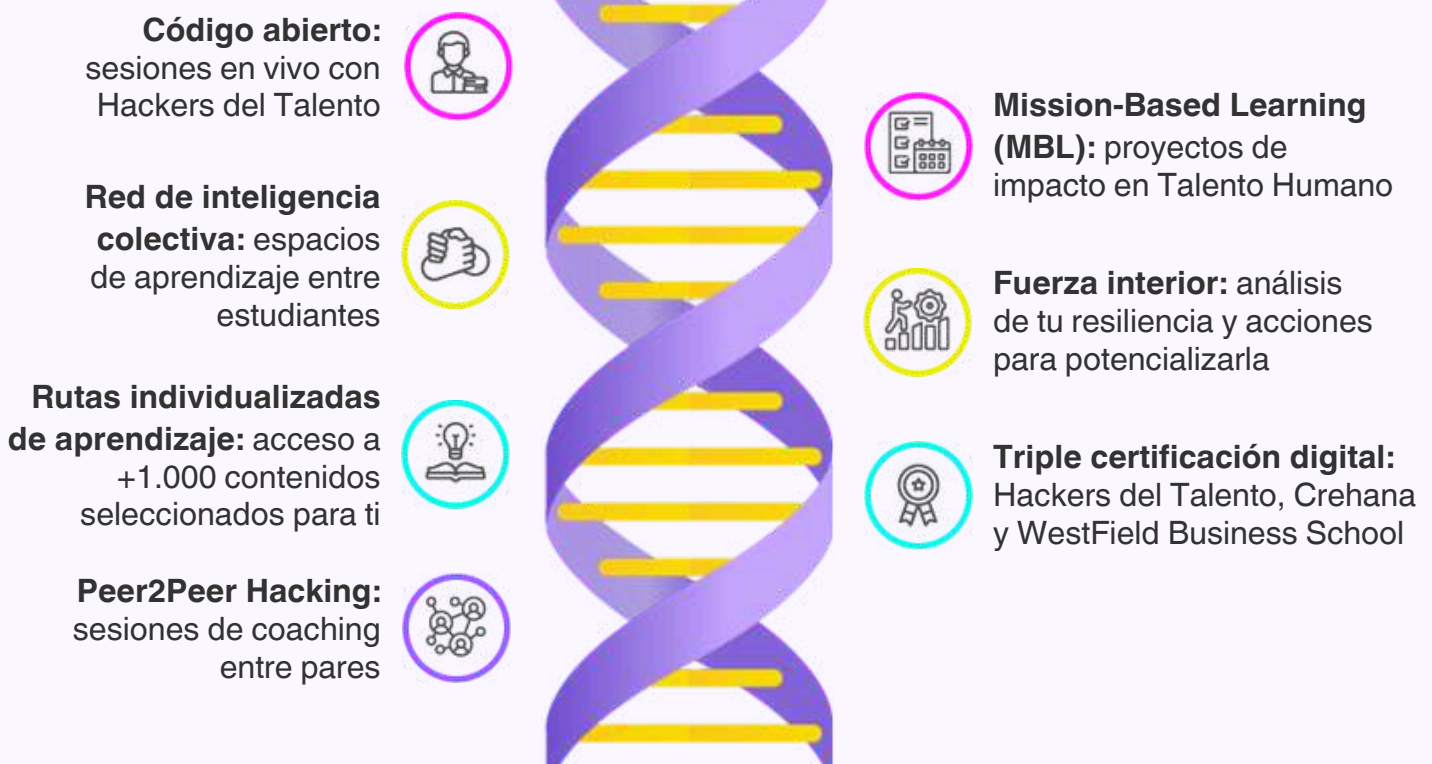 Código abierto:
sesiones en vivo con
Hackers del Talento
Red de inteligencia
colectiva: espacios
de aprendizaje entre
estudiantes
Rutas individualizadas
de aprendizaje: acceso a
+1.000 contenidos
seleccionados para ti
Peer2Peer Hacking:
sesiones de coaching
entre pares
Mission-Based Learning
(MBL): proyectos de
impacto en Talento Humano
Fuerza interior: análisis
de tu resiliencia y acciones
para potencializarla
Triple certificación digital:
Hackers del Talento, Crehana
y WestField Business School